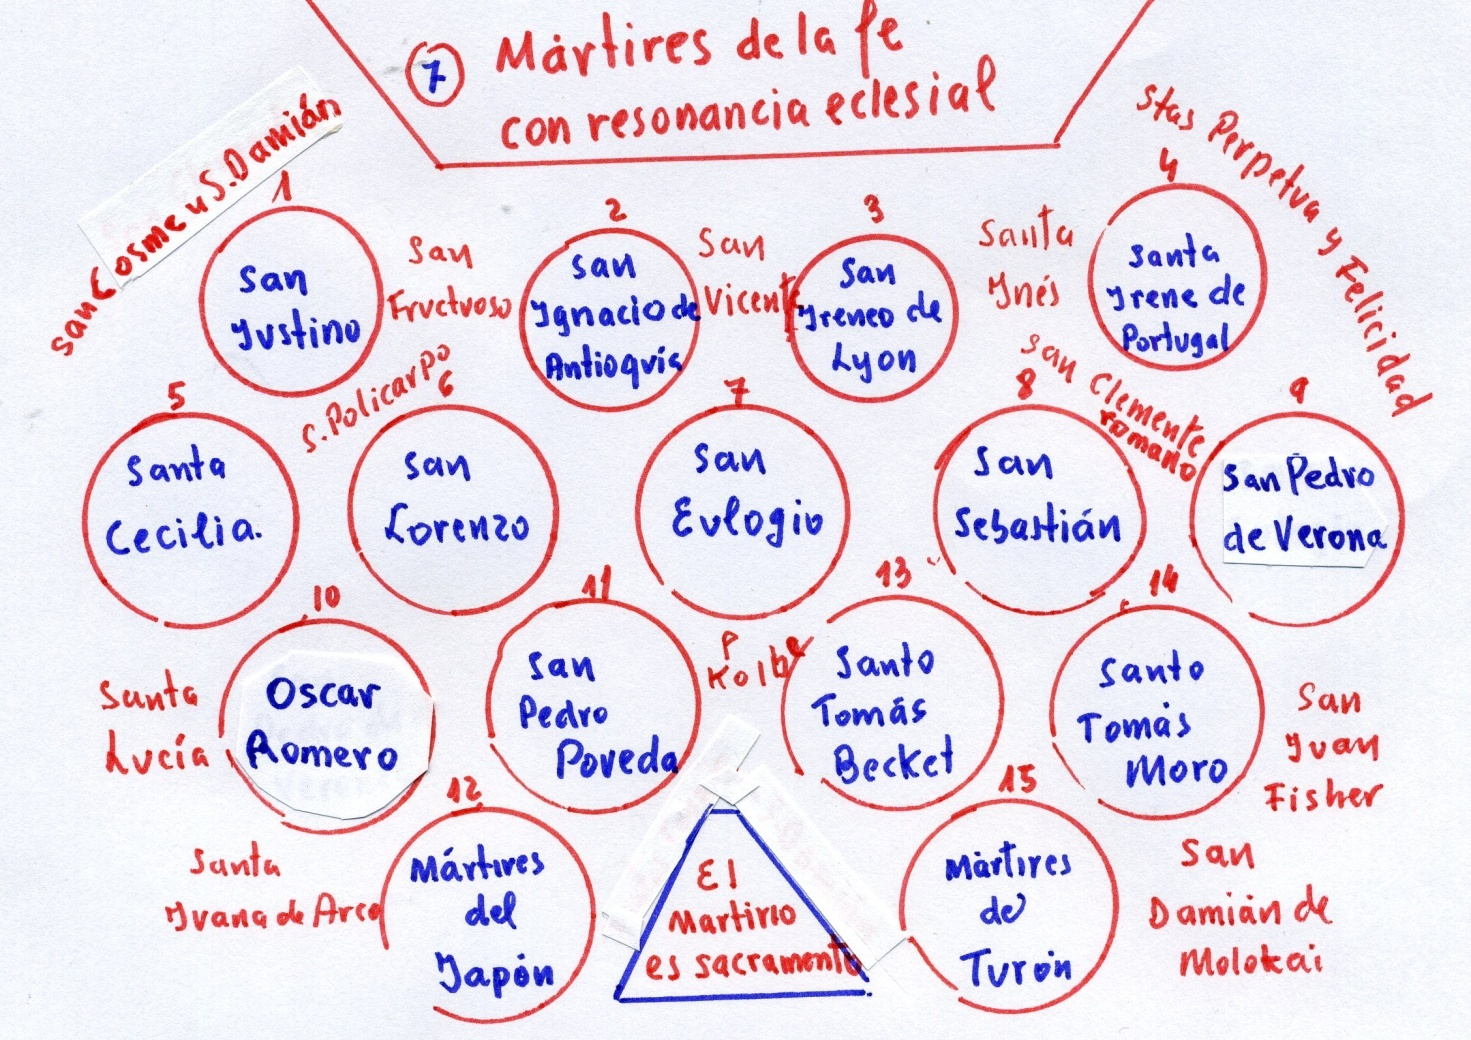 7
Mártires de la fe
con resonancia eclesial
San Cosme y S. Damián
Stas Perpetua y Felicidad
1
San
Justino
San
Fructuoso
2
San
Ignacio de
Antioquía
San
Vicente
3
San
Ireneo de
Lyon
Santa
Inés
4
Santa
Irene de
Portugal
5
Santa
Cecilia.
S. Policarpo
6
San
Lorenzo
7
San
Eulogio
8
San
Sebastián
San Clemente
romano
9
San Pedro
de Verona
Santa
Lucía
10
Oscar
Romero
11
San
Pedro
Poveda
P
Kolbe
13
Santo
Tomás
Becket
14
Santo
Tomás
Moro
San
Juan
Fisher
Santa
Juana de Arco
12
Mártires
del
Japón
El
Martirio
es sacramento
15
Mártires
de
Turón
San
Damián de
Molokai